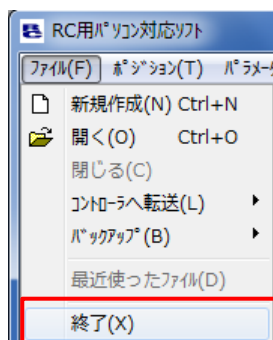 RC用ﾊﾟｿｺﾝ対応ｿﾌﾄ
ﾌｧｲﾙ(F) ﾎﾟｼﾞｼｮﾝ(T) ﾊﾟﾗﾒｰ
新規作成(N) Ctrl+N
開く(O) Ctrl+O
閉じる(C)
ｺﾝﾄﾛｰﾗへ転送(L)
ﾊﾞｯｸｱｯﾌﾟ(B)
最近使ったﾌｧｲﾙ(D)
終了(X)